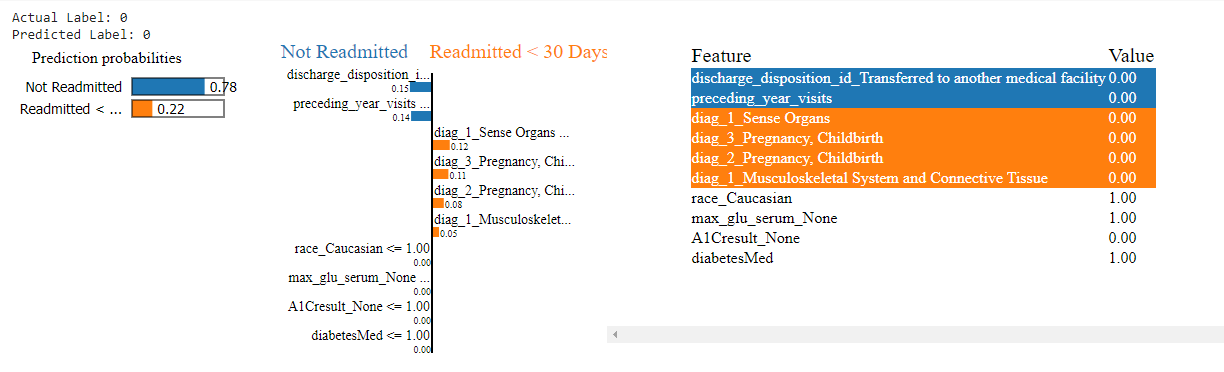 Actual Label: 0
Predicted Label: 0
Prediction probabilities
Not Readmitted 0.78
Readmitted < ... 0.22
Not Readmitted Readmitted < 30 Days
discharge_disposition_i...
0.15
preceding_year_visits ...
0.14
diag_1_Sense Organs ...
0.12
diag_3_Pregnancy, Chi...
0.11
diag_2_Pregnancy, Chi...
0.08
diag_1_Musculoskelet...
0.05
race_Caucasian <= 1.00
0.00
max_glu_serum_None ...
0.00
A1Cresult_None <= 1.00
0.00
diabetesMed <= 1.00
0.00
Feature Value
discharge_disposition_id_Transferred to another medical facility 0.00
preceding_year_visits 0.00
diag_1_Sense Organs 0.00
diag_3_Pregnancy, Childbirth 0.00
diag_2_Pregnancy, Childbirth 0.00
diag_1_Musculoskeletal System and Connective Tissue 0.00
race_Caucasian 1.00
max_glu_serum_None 1.00
A1Cresult_None 0.00
diabetesMed 1.00